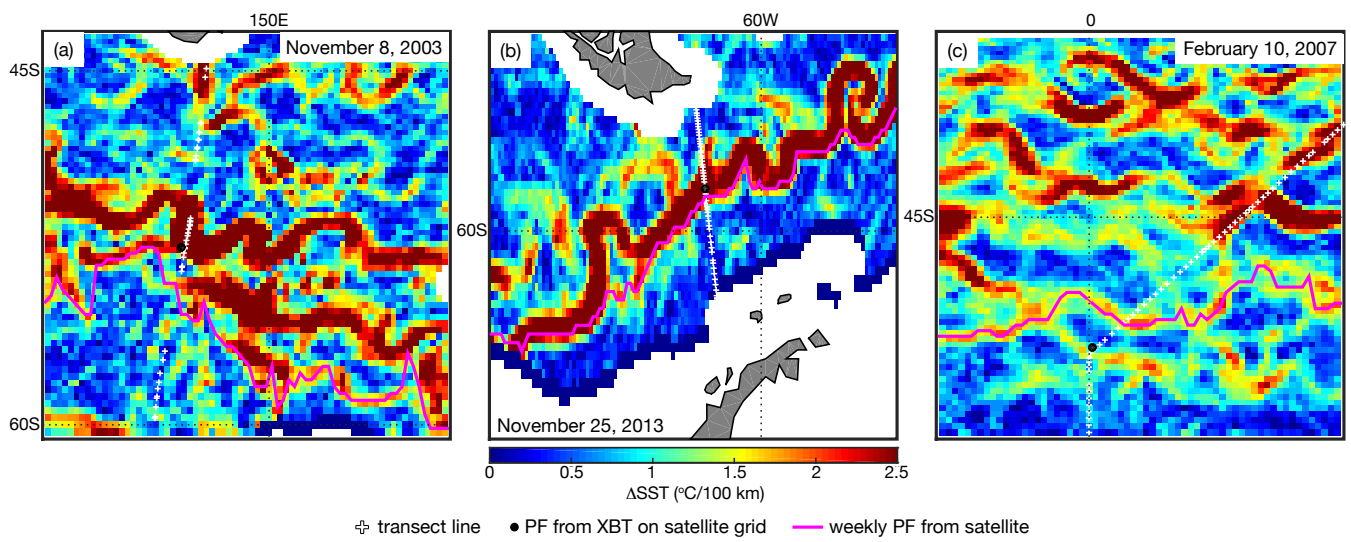 150E
60W
0
(a)
November 8, 2003
45S
60S
(b)
60S
November 25, 2013
(c)
February 10, 2007
45S
0 0.5 1 1.5 2 2.5
ΔSST (°C/100 km)
transect line
PF from XBT on satellite grid
weekly PF from satellite